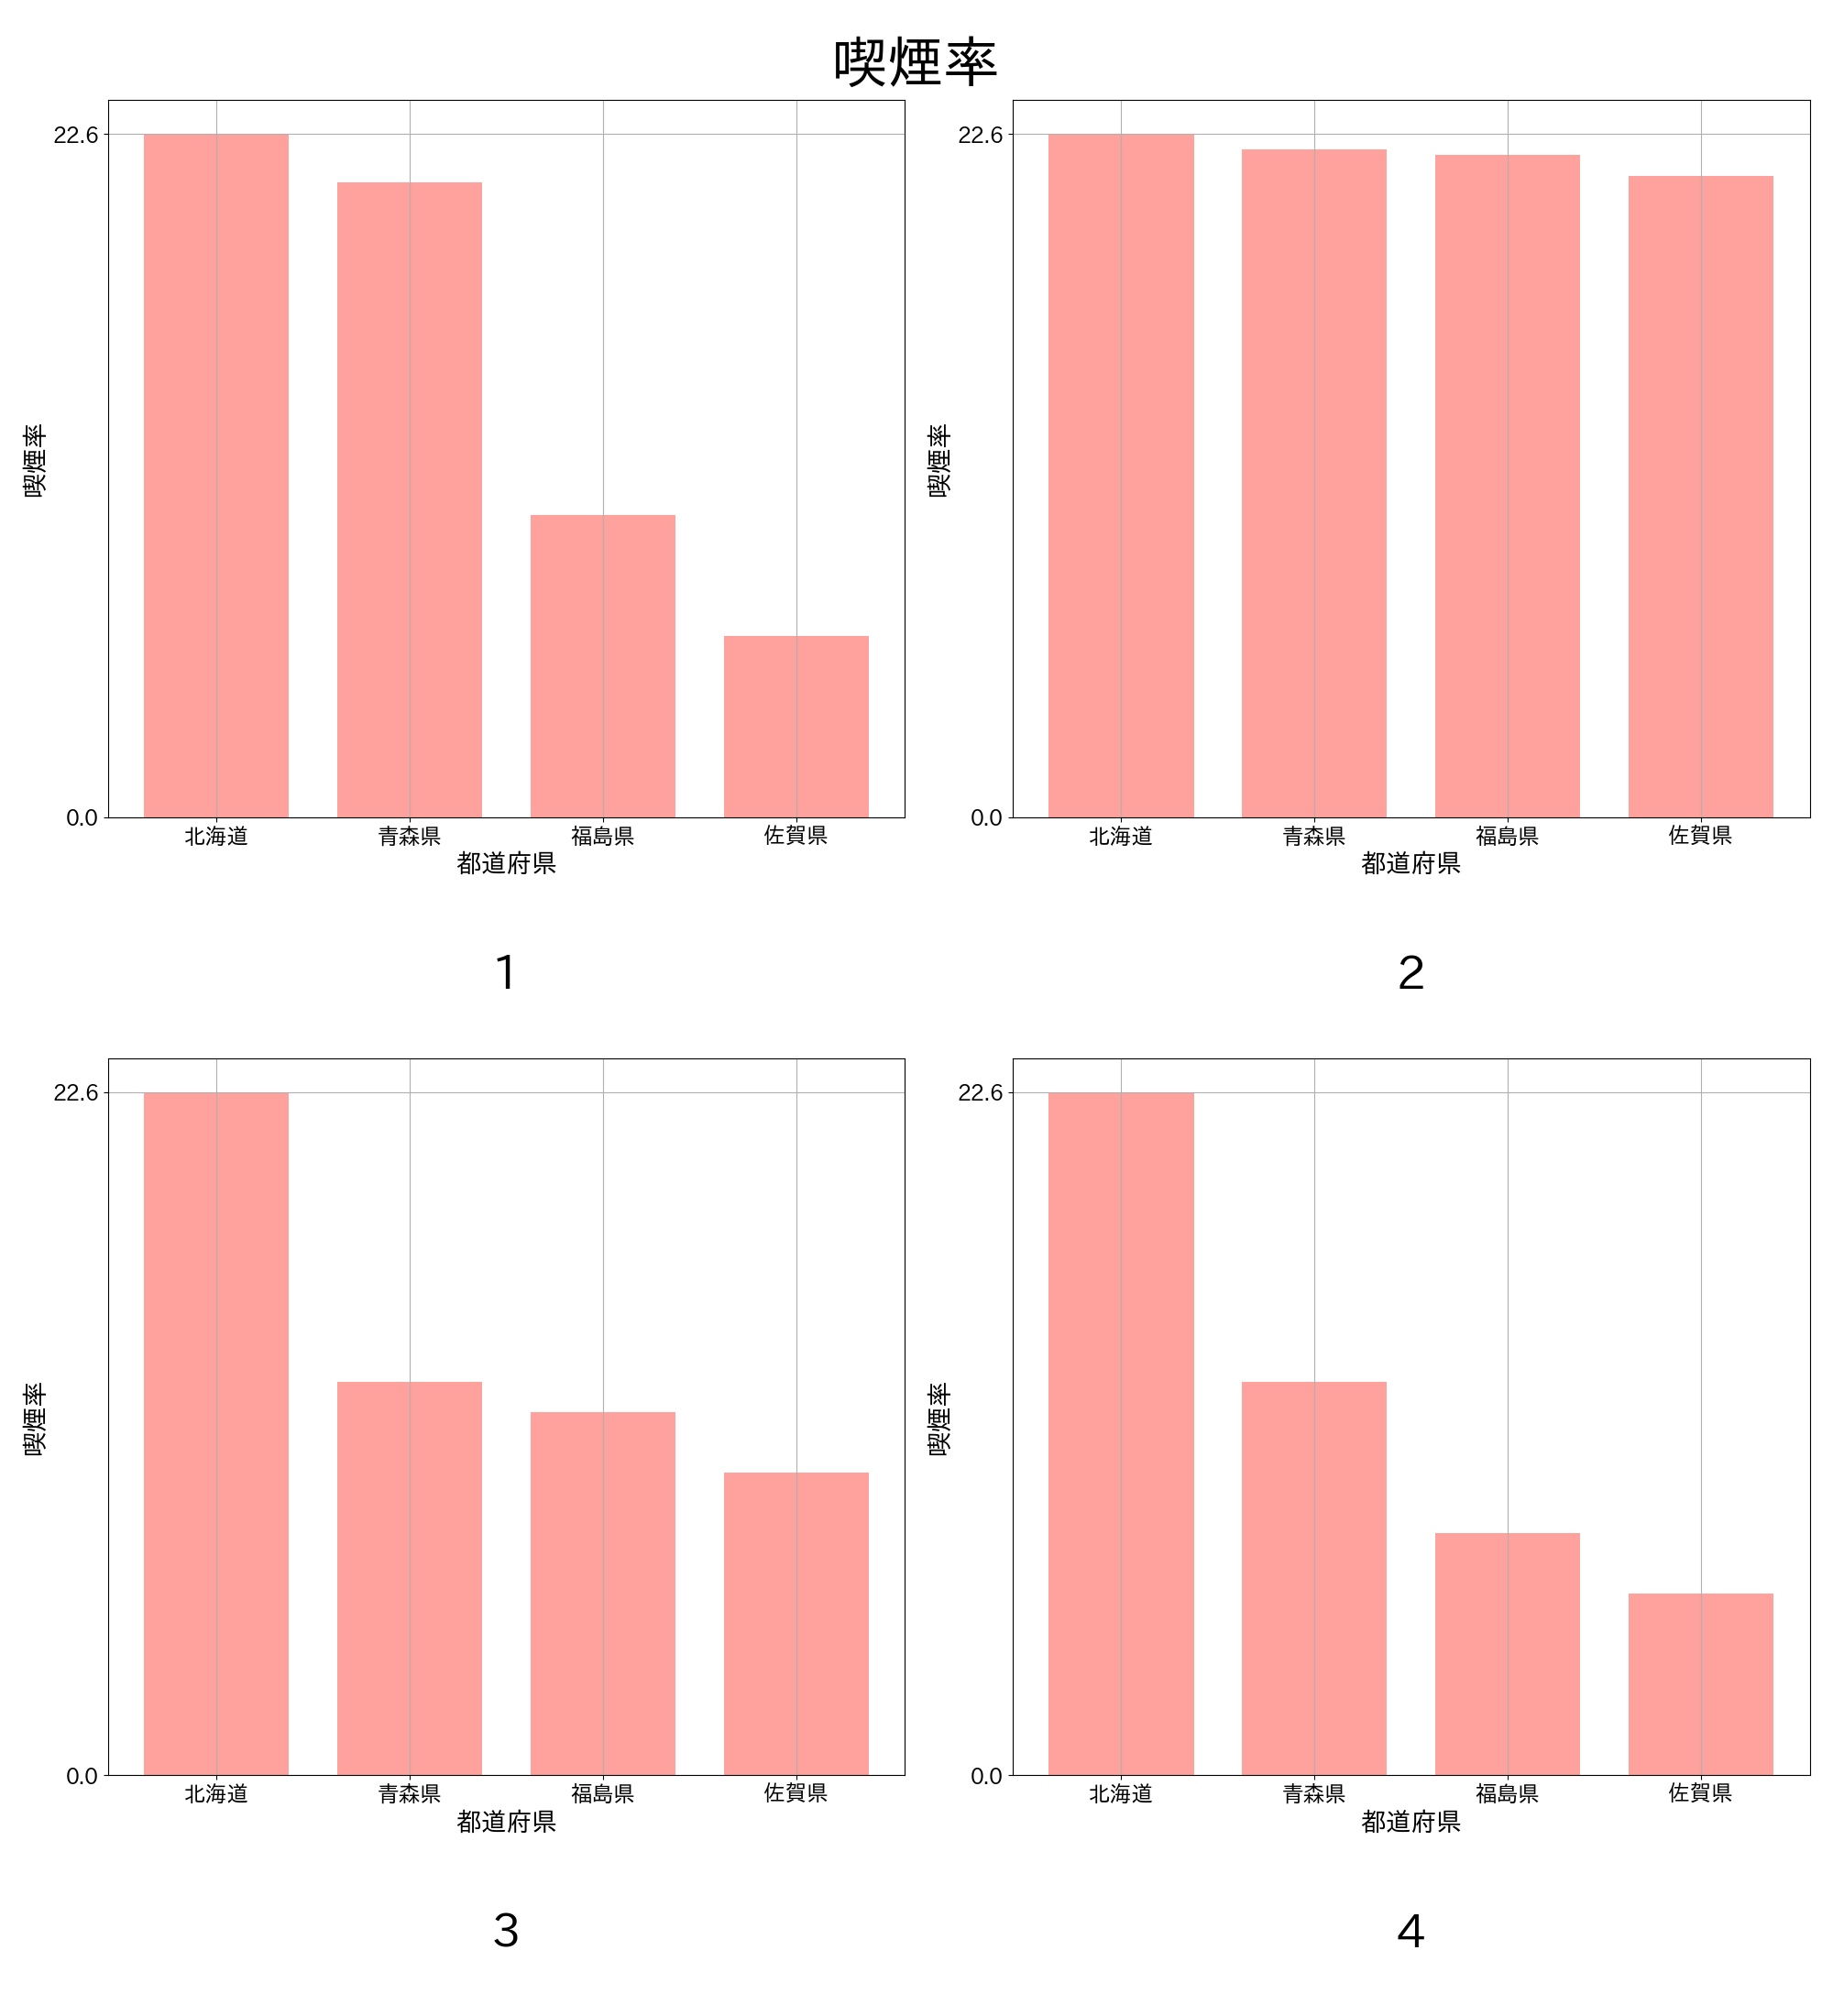 喫煙率
22.6
0.0
喫煙率
北海道 青森県 福島県 佐賀県
都道府県
1
22.6
0.0
喫煙率
北海道 青森県 福島県 佐賀県
都道府県
2
22.6
0.0
喫煙率
北海道 青森県 福島県 佐賀県
都道府県
3
22.6
0.0
喫煙率
北海道 青森県 福島県 佐賀県
都道府県
4